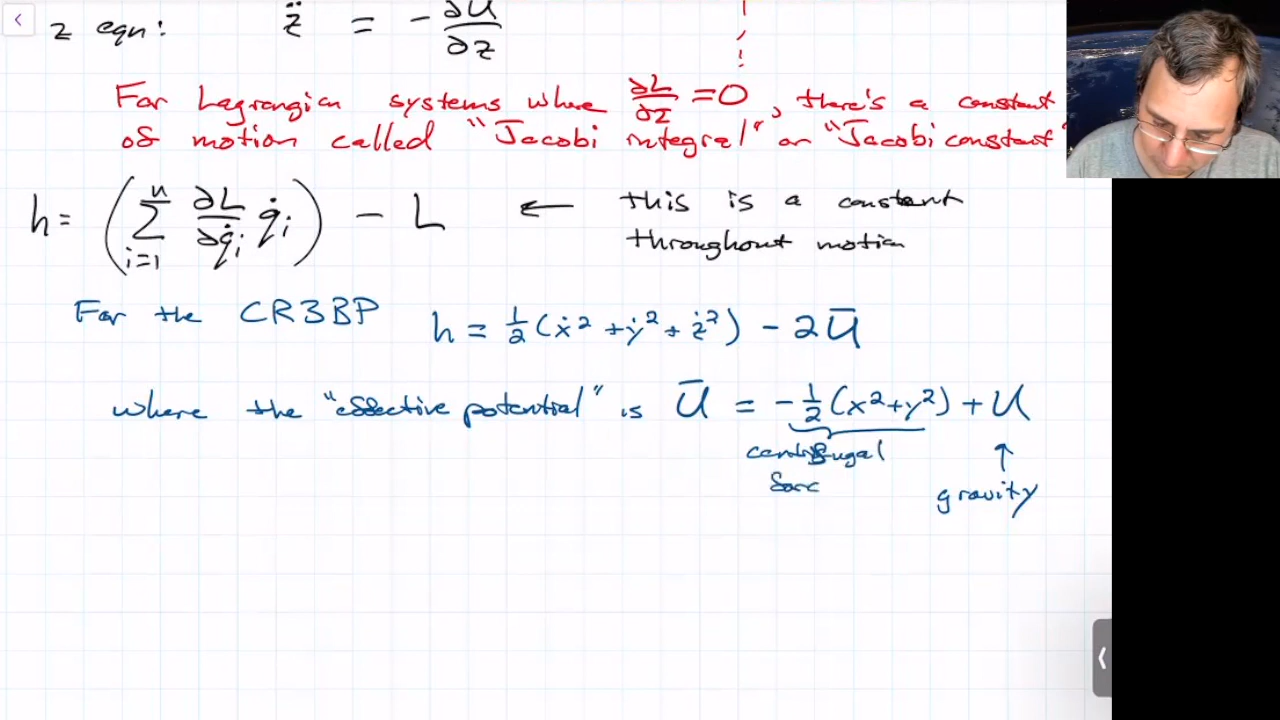 z eqn: z̈ = - ∂U/∂z
For Lagrangian systems where ∂L/∂z = 0, there's a constant
of motion called "Jacobi integral" or "Jacobi constant"
h = ( Σ_{i=1}^{n} ∂L/∂q̇_i q̇_i ) - L ← this is a constant
throughout motion
For the CR3BP h = 1/2 (ẋ² + ẏ² + ż²) - 2Ū
where the "effective potential" is Ū = - 1/2 (x² + y²) + U
centrifugal
forc
↑
gravity